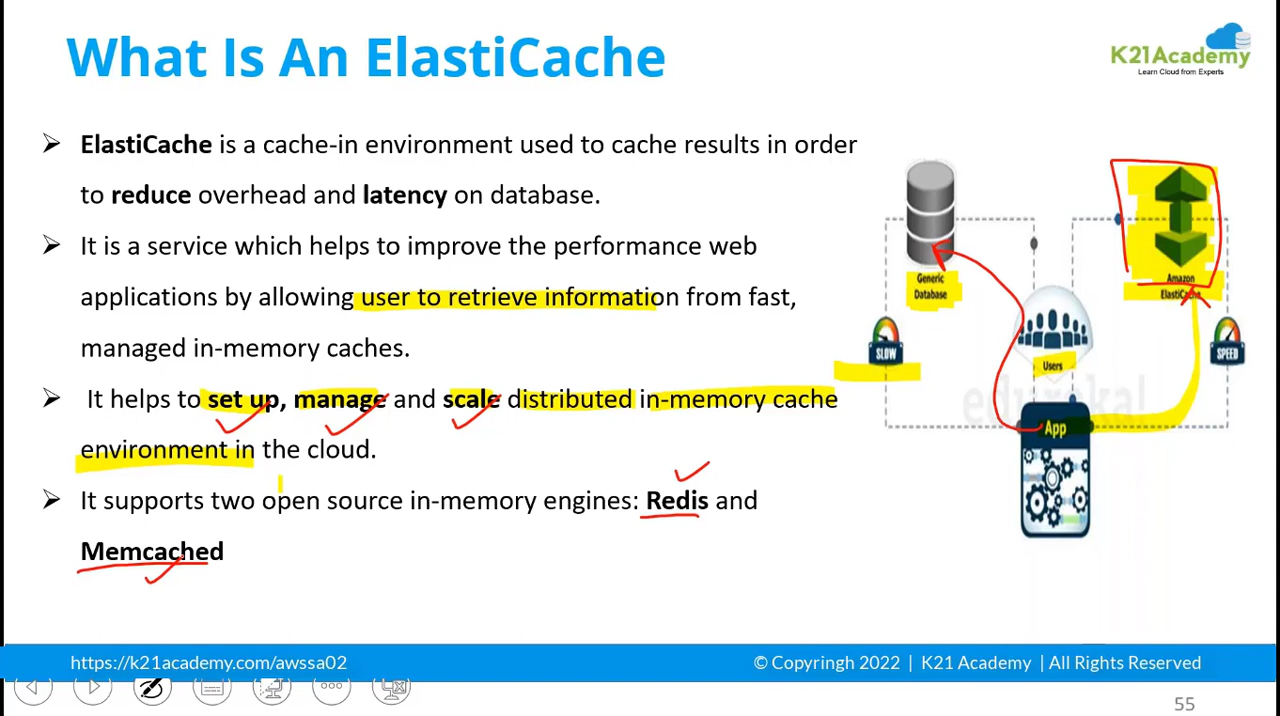 What Is An ElastiCache
K21Academy
Learn Cloud from Experts
➢ ElastiCache is a cache-in environment used to cache results in order
to reduce overhead and latency on database.
➢ It is a service which helps to improve the performance web
applications by allowing user to retrieve information from fast,
managed in-memory caches.
➢ It helps to set up, manage and scale distributed in-memory cache
environment in the cloud.
➢ It supports two open source in-memory engines: Redis and
Memcached
Generic
Database
Amazon
ElastiCache
SLOW
Users
SPEED
App
https://k21academy.com/awssa02
© Copyringh 2022 | K21 Academy | All Rights Reserved
55